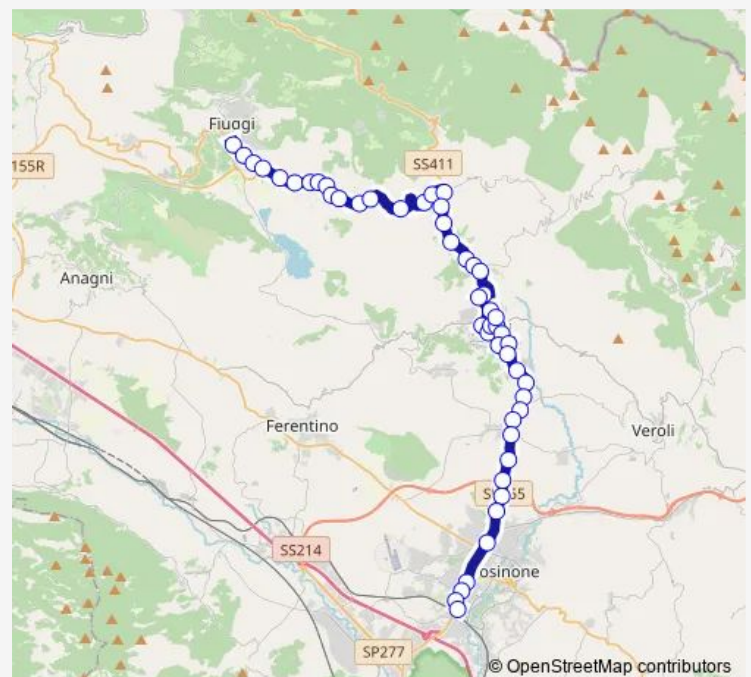 Fiuggi
155R
SS411
Anagni
Ferentino
Veroli
SS214
osinone
SP277
© OpenStreetMap contributors